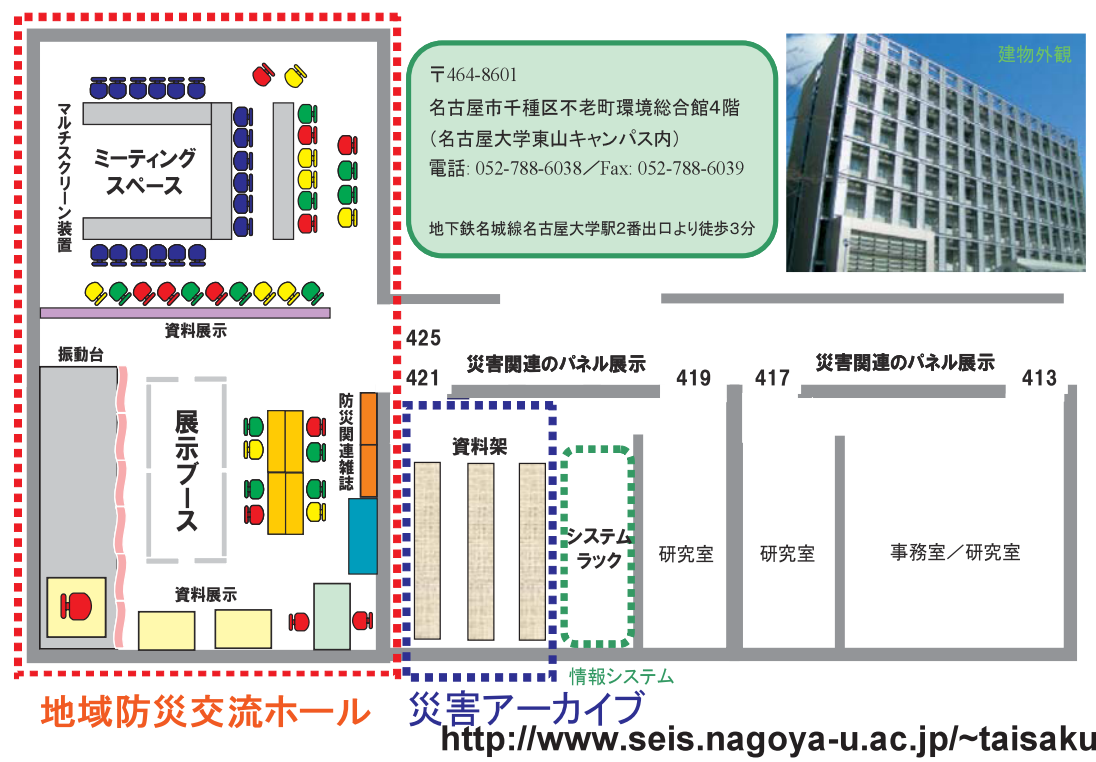 〒464-8601
名古屋市千種区不老町環境総合館4階
（名古屋大学東山キャンパス内）
電話: 052-788-6038／Fax: 052-788-6039
地下鉄名城線名古屋大学駅2番出口より徒歩3分
建物外観
マルチスクリーン装置
ミーティング
スペース
資料展示
振動台
展示ブース
防災関連雑誌
資料展示
425
421
災害関連のパネル展示
419
417
災害関連のパネル展示
413
資料架
システム
ラック
研究室
研究室
事務室／研究室
情報システム
地域防災交流ホール
災害アーカイブ
http://www.seis.nagoya-u.ac.jp/~taisaku